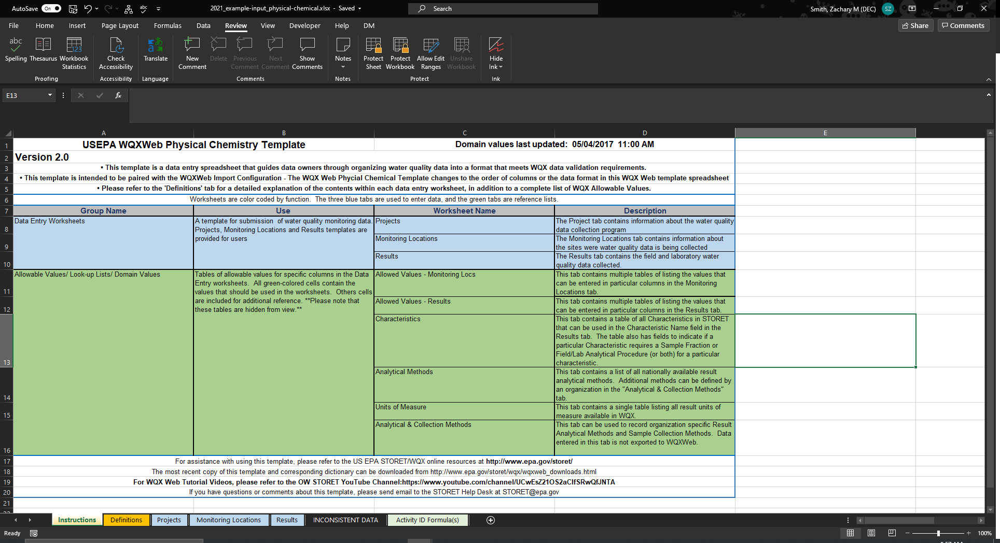 AutoSave On abc 2021_example-input_physical-chemical.xlsx - Saved Search Smith, Zachary M (DEC) SZ
File Home Insert Page Layout Formulas Data Review View Developer Help DM Share Comments
abc 123
Spelling Thesaurus Workbook Statistics Check Accessibility Translate New Comment Delete Previous Comment Next Comment Show Comments Notes Protect Sheet Protect Workbook Allow Edit Ranges Unshare Workbook Hide Ink
Proofing Accessibility Language Comments Notes Protect Ink
E13 fx
A B C D E
1 USEPA WQXWeb Physical Chemistry Template Domain values last updated: 05/04/2017 11:00 AM
2 Version 2.0
3 • This template is a data entry spreadsheet that guides data owners through organizing water quality data into a format that meets WQX data validation requirements.
4 • This template is intended to be paired with the WQXWeb Import Configuration - The WQX Web Phycial Chemical Template changes to the order of columns or the data format in this WQX Web template spreadsheet
5 • Please refer to the 'Definitions' tab for a detailed explanation of the contents within each data entry worksheet, in addition to a complete list of WQX Allowable Values.
6 Worksheets are color coded by function. The three blue tabs are used to enter data, and the green tabs are reference lists.
7 Group Name Use Worksheet Name Description
Data Entry Worksheets
A template for submission of water quality monitoring data.
Projects, Monitoring Locations and Results templates are
provided for users
8 Projects
The Project tab contains information about the water quality
data collection program
9 Monitoring Locations
The Monitoring Locations tab contains information about
the sites were water quality data is being collected
10 Results
The Results tab contains the field and laboratory water
quality data collected.
Allowable Values/ Look-up Lists/ Domain Values
Tables of allowable values for specific columns in the Data
Entry worksheets. All green-colored cells contain the
values that should be used in the worksheets. Others cells
are included for additional reference. **Please note that
these tables are hidden from view.**
11 Allowed Values - Monitoring Locs
This tab contains multiple tables of listing the values that
can be entered in particular columns in the Monitoring
Locations tab.
12 Allowed Values - Results
This tab contains multiple tables of listing the values that
can be entered in particular columns in the Results tab.
13 Characteristics
This tab contains a table of all Characteristics in STORET
that can be used in the Characteristic Name field in the
Results tab. The table also has fields to indicate if a
particular Characteristic requires a Sample Fraction or
Field/Lab Analytical Procedure (or both) for a particular
characteristic.
14 Analytical Methods
This tab contains a list of all nationally available result
analytical methods. Additional methods can be defined by
an organization in the "Analytical & Collection Methods"
tab.
15 Units of Measure
This tab contains a single table listing all result units of
measure available in WQX.
16 Analytical & Collection Methods
This tab can be used to record organization specific Result
Analytical Methods and Sample Collection Methods. Data
entered in this tab is not exported to WQXWeb.
17 For assistance with using this template, please refer to the US EPA STORET/WQX online resources at http://www.epa.gov/storet/
18 The most recent copy of this template and corresponding dictionary can be downloaded from http://www.epa.gov/storet/wqx/wqxweb_downloads.html
19 For WQX Web Tutorial Videos, please refer to the OW STORET YouTube Channel:https://www.youtube.com/channel/UCwEsZ21OS2aCIfSRwQfJNTA
20 If you have questions or comments about this template, please send email to the STORET Help Desk at STORET@epa.gov
21
Instructions Definitions Projects Monitoring Locations Results INCONSISTENT DATA Activity ID Formula(s)
Ready 100%